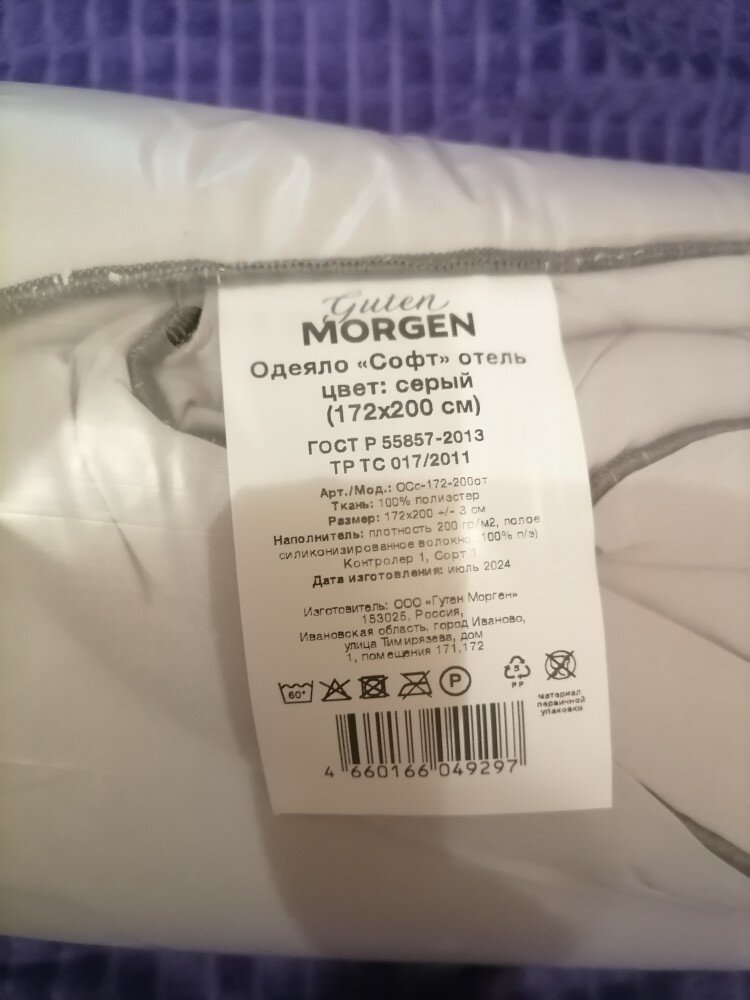 Guten
MORGEN
Одеяло «Софт» отель
цвет: серый
(172х200 см)
ГОСТ Р 55857-2013
ТР ТС 017/2011
Арт./Мод.: ОСс-172-200от
Ткань: 100% полиэстер
Размер: 172х200 +/- 3 см
Наполнитель: плотность 200 гр/м2, полое
силиконизированное волокно (100% п/э)
Контролер 1, Сорт 1
Дата изготовления: июль 2024
Изготовитель: ООО «Гутен Морген»
153025, Россия,
Ивановская область, город Иваново,
улица Тимирязева, дом
1, помещения 171,172
60°
P
5
PP
материал
первичной
упаковки
4 660166 049297